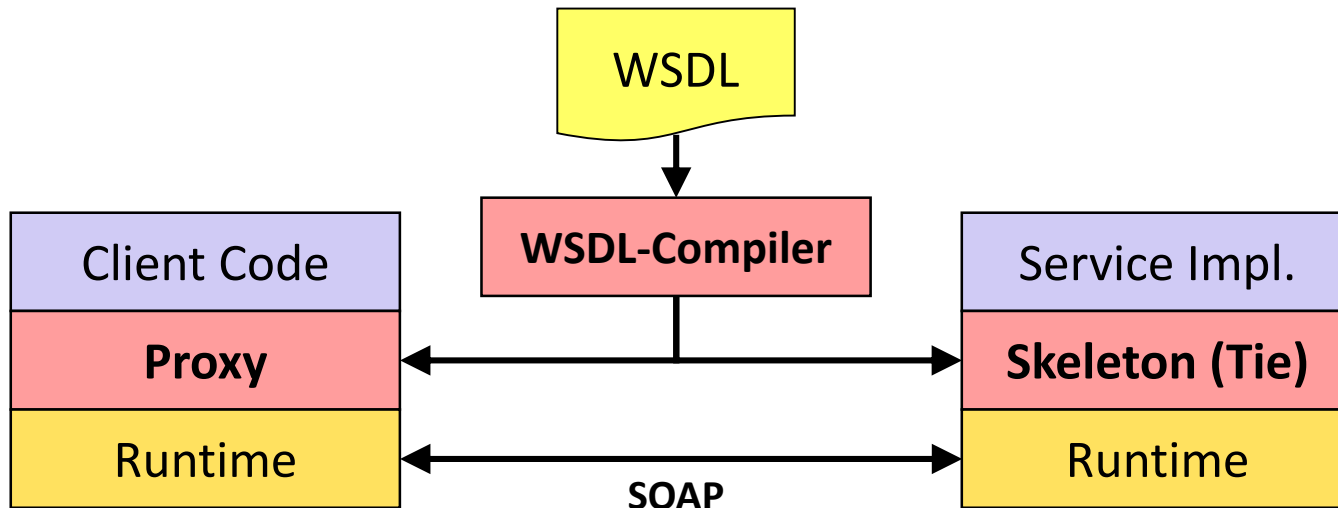 WSDL
WSDL-Compiler
Client Code
Proxy
Runtime
Service Impl.
Skeleton (Tie)
Runtime
SOAP